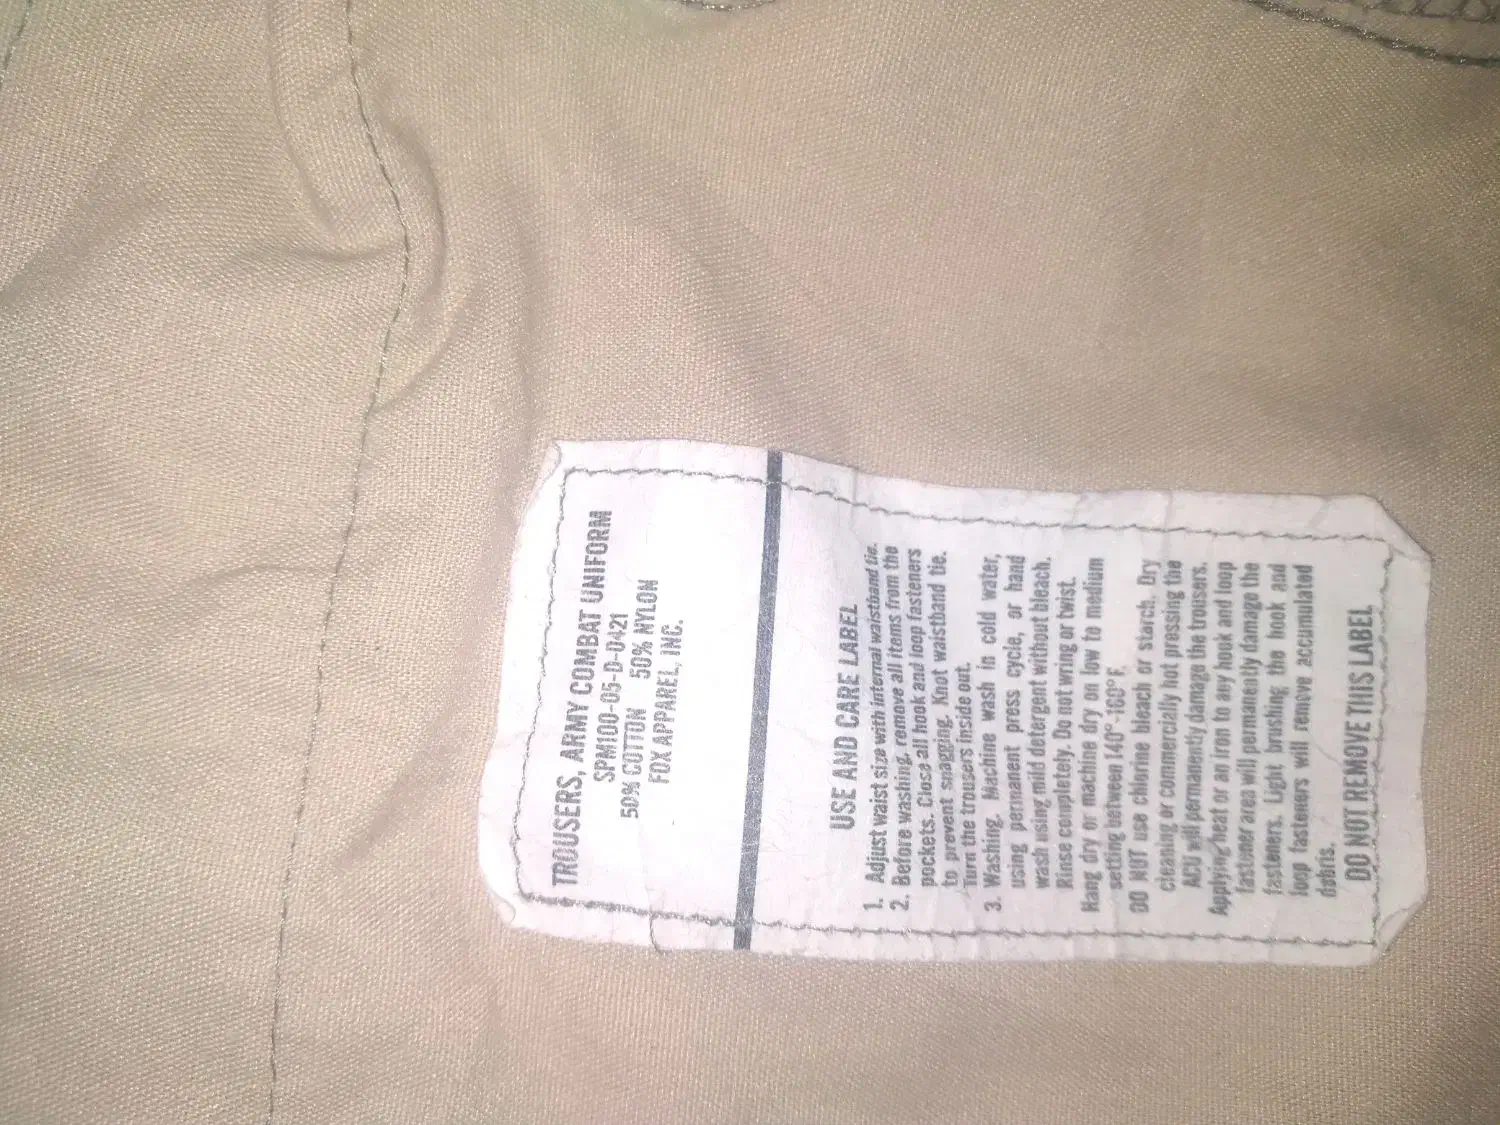 TROUSERS, ARMY COMBAT UNIFORM
SPM100-05-D-0421
50% COTTON 50% NYLON
FOX APPAREL, INC.
USE AND CARE LABEL
1. Adjust waist size with internal waistband tie.
2. Before washing, remove all items from the
pockets. Close all hook and loop fasteners
to prevent snagging. Knot waistband tie.
Turn the trousers inside out.
3. Washing. Machine wash in cold water,
using permanent press cycle, or hand
wash using mild detergent without bleach.
Rinse completely. Do not wring or twist.
Hang dry or machine dry on low to medium
setting between 140°-160°F.
DO NOT use chlorine bleach or starch. Dry
cleaning or commercially hot pressing the
ACU will permanently damage the trousers.
Applying heat or an iron to any hook and loop
fastener area will permanently damage the
fasteners. Light brushing the hook and
loop fasteners will remove accumulated
debris.
DO NOT REMOVE THIS LABEL